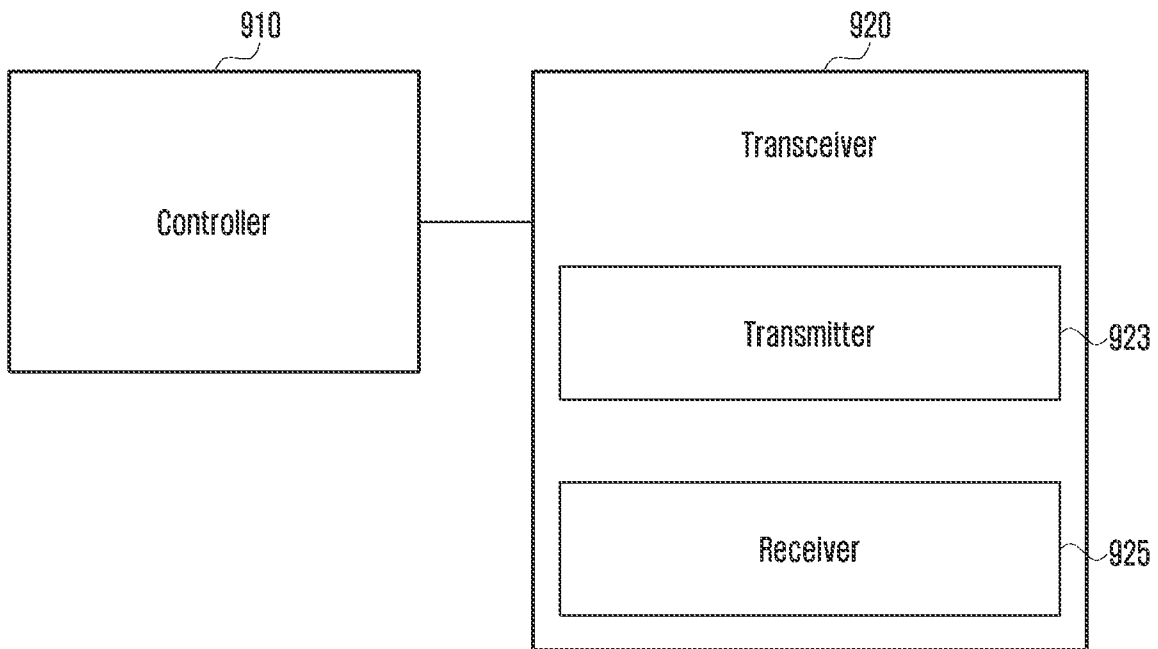 910
920
Transceiver
Controller
Transmitter
923
Receiver
925